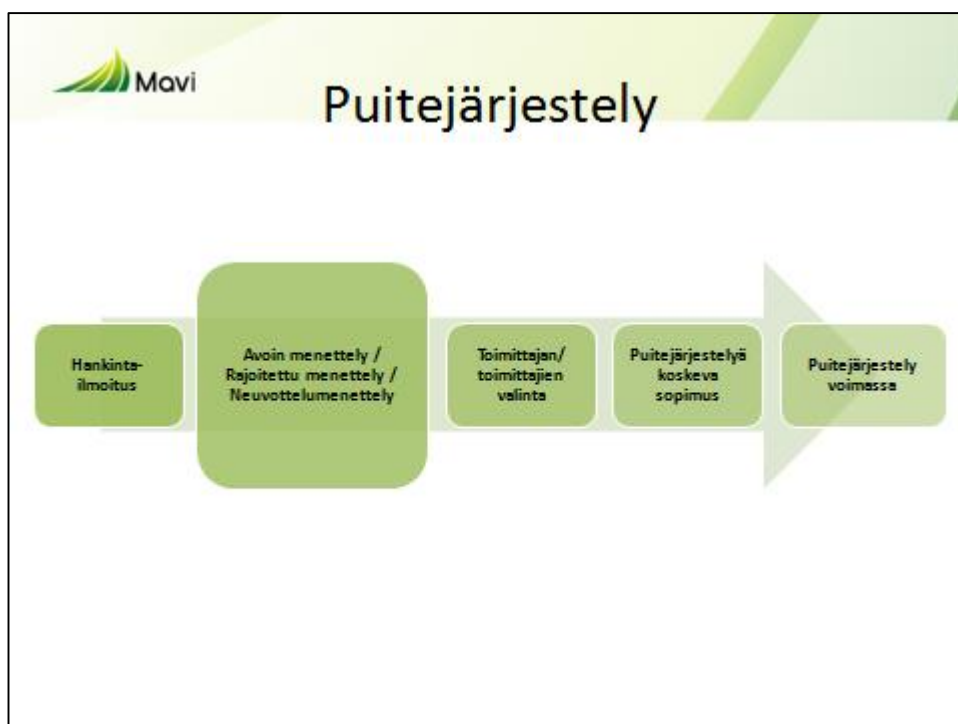 Mavi
Puitejärjestely
Hankinta-
ilmoitus
Avoin menettely /
Rajoitettu menettely /
Neuvottelumenettely
Toimittajan/
toimittajien
valinta
Puitejärjestelyä
koskeva
sopimus
Puitejärjestely
voimassa